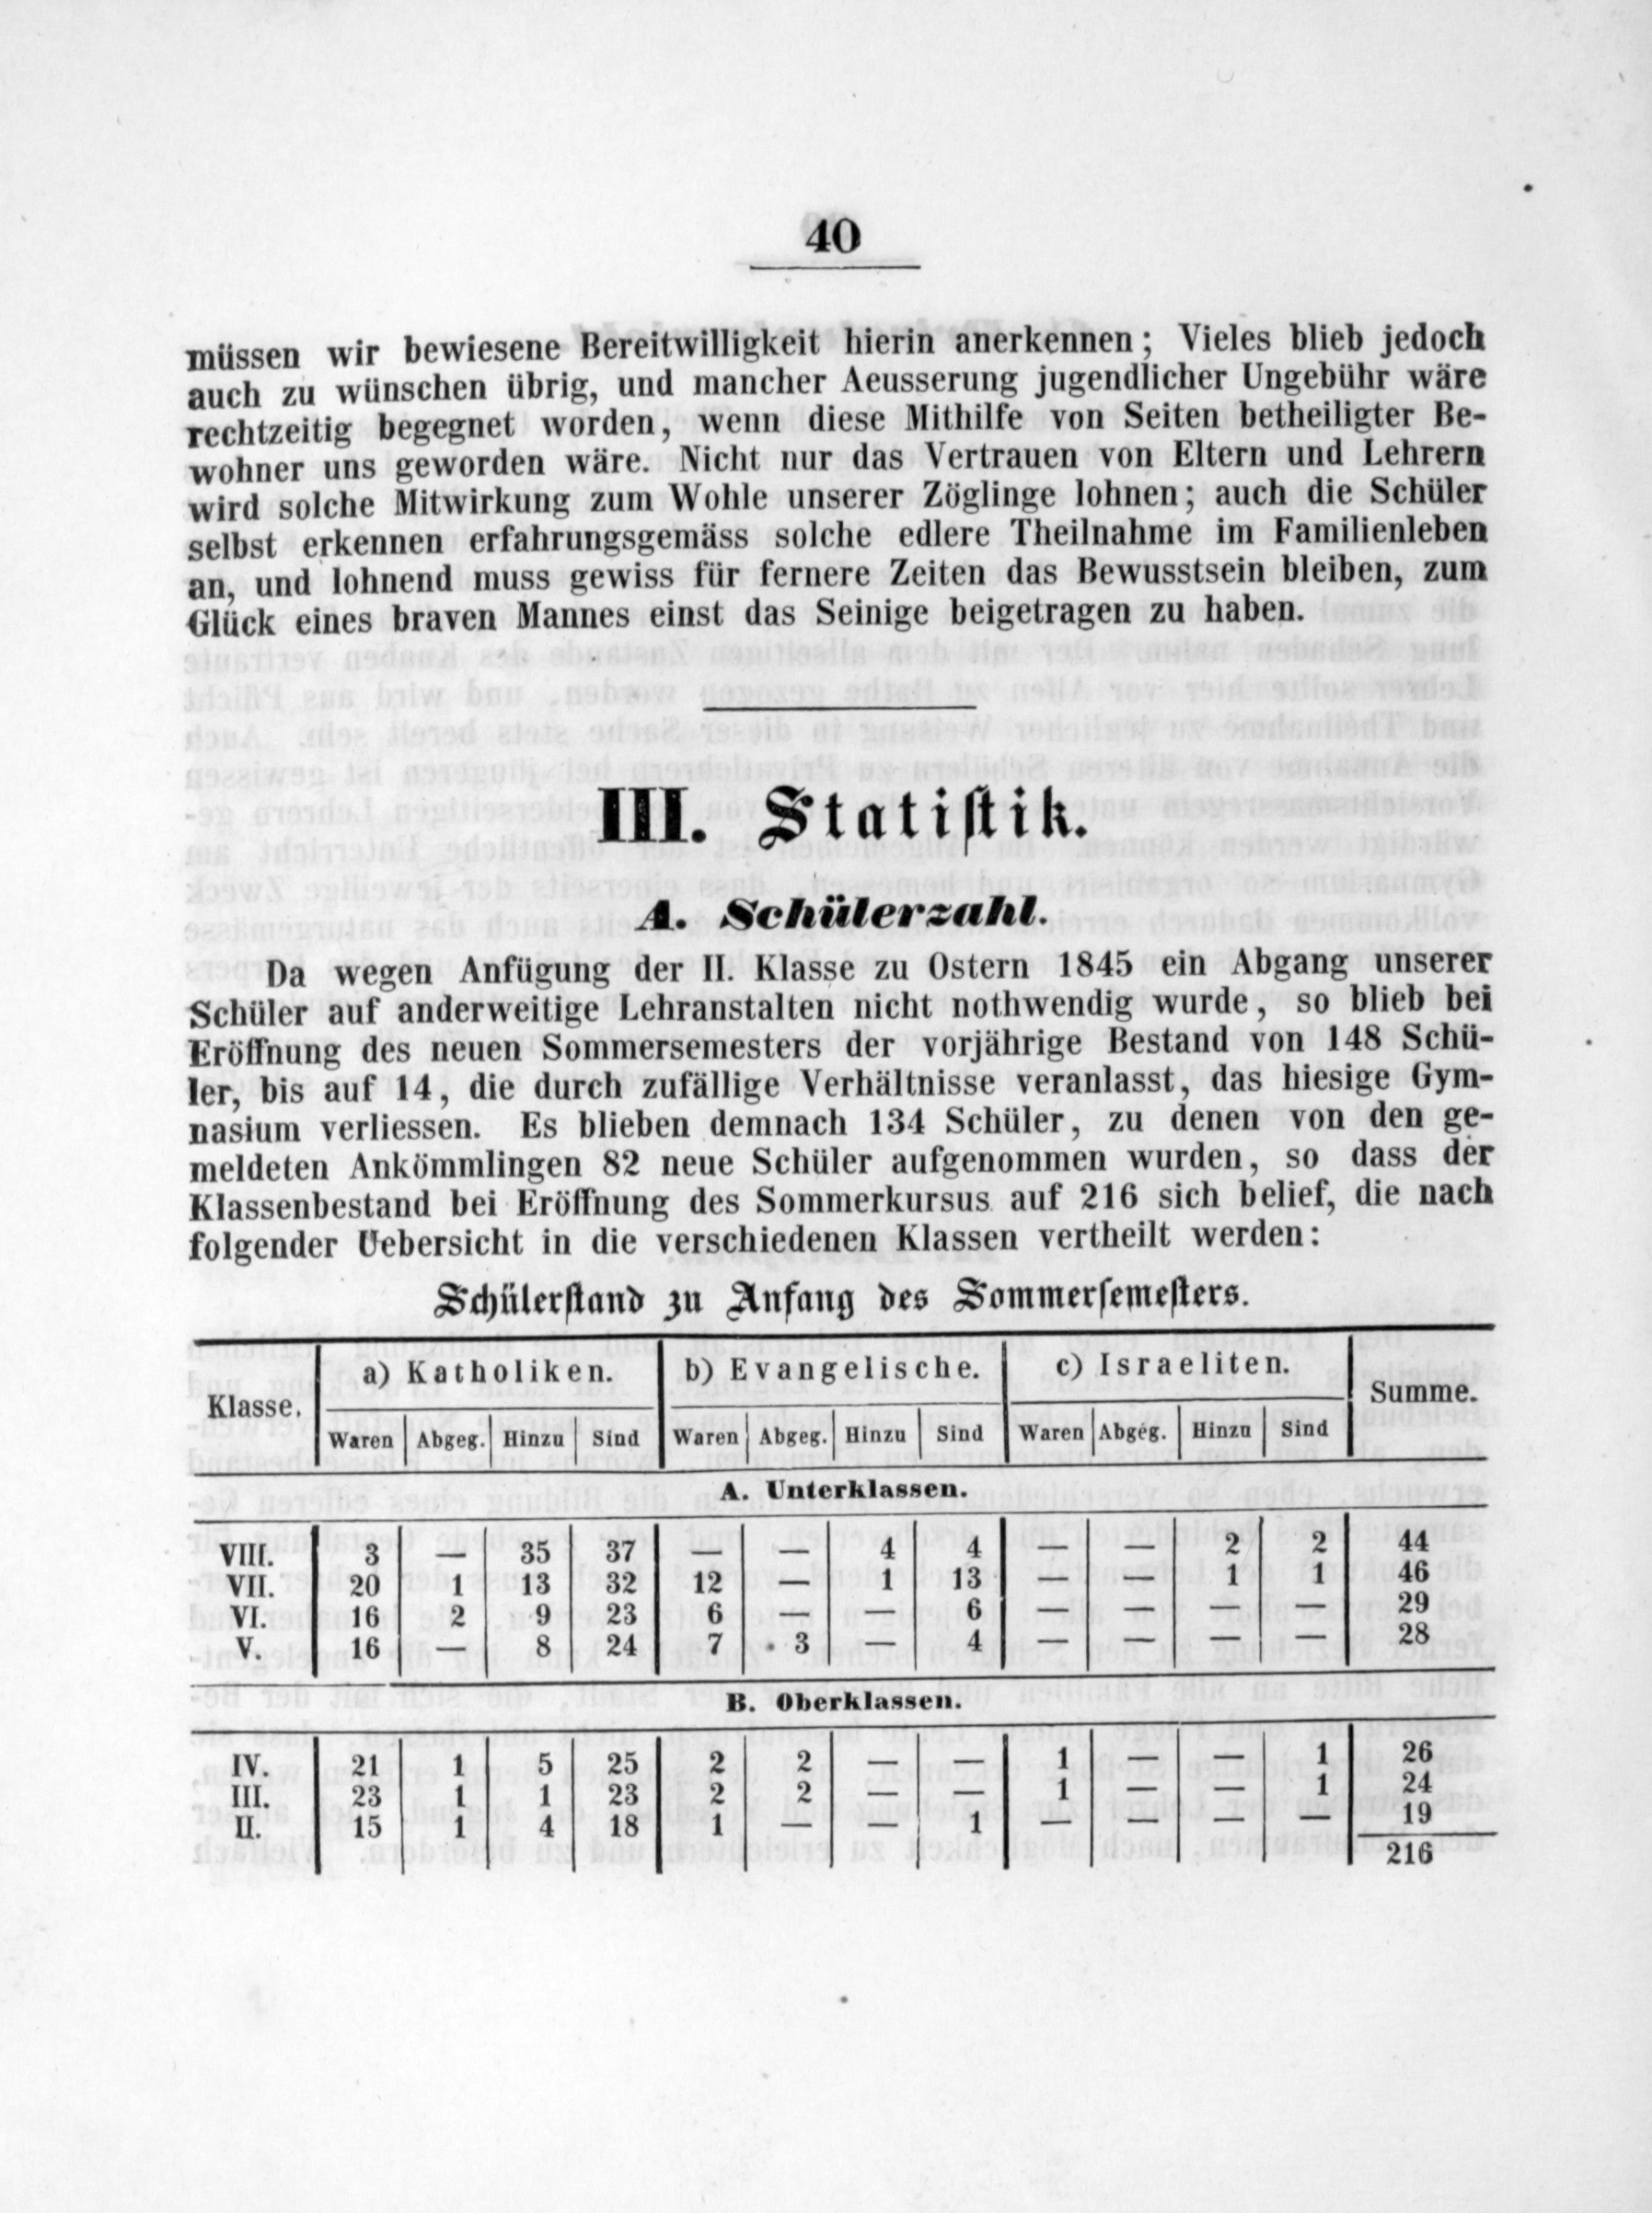 40
müssen wir bewiesene Bereitwilligkeit hierin anerkennen; Vieles blieb jedoch
auch zu wünschen übrig, und mancher Aeusserung jugendlicher Ungebühr wäre
rechtzeitig begegnet worden, wenn diese Mithilfe von Seiten betheiligter Be-
wohner uns geworden wäre. Nicht nur das Vertrauen von Eltern und Lehrern
wird solche Mitwirkung zum Wohle unserer Zöglinge lohnen; auch die Schüler
selbst erkennen erfahrungsgemäss solche edlere Theilnahme im Familienleben
an, und lohnend muss gewiss für fernere Zeiten das Bewusstsein bleiben, zum
Glück eines braven Mannes einst das Seinige beigetragen zu haben.
III. Statiſtik.
A. Schülerzahl.
Da wegen Anfügung der II. Klasse zu Ostern 1845 ein Abgang unserer
Schüler auf anderweitige Lehranstalten nicht nothwendig wurde, so blieb bei
Eröffnung des neuen Sommersemesters der vorjährige Bestand von 148 Schü-
ler, bis auf 14, die durch zufällige Verhältnisse veranlasst, das hiesige Gym-
nasium verliessen. Es blieben demnach 134 Schüler, zu denen von den ge-
meldeten Ankömmlingen 82 neue Schüler aufgenommen wurden, so dass der
Klassenbestand bei Eröffnung des Sommerkursus auf 216 sich belief, die nach
folgender Uebersicht in die verschiedenen Klassen vertheilt werden:
Schülerſtand zu Anfang des Sommerſemeſters.
Klasse. a) Katholiken. b) Evangelische. c) Israeliten. Summe.
Waren Abgeg. Hinzu Sind Waren Abgeg. Hinzu Sind Waren Abgeg. Hinzu Sind
A. Unterklassen.
VIII. 3 — 35 37 — — 4 4 — — 2 2 44
VII. 20 1 13 32 12 — 1 13 — — 1 1 46
VI. 16 2 9 23 6 — — 6 — — — — 29
V. 16 — 8 24 7 3 — 4 — — — — 28
B. Oberklassen.
IV. 21 1 5 25 2 2 — — 1 — — 1 26
III. 23 1 1 23 2 2 — — 1 — — 1 24
II. 15 1 4 18 1 — — 1 — — — — 19
216